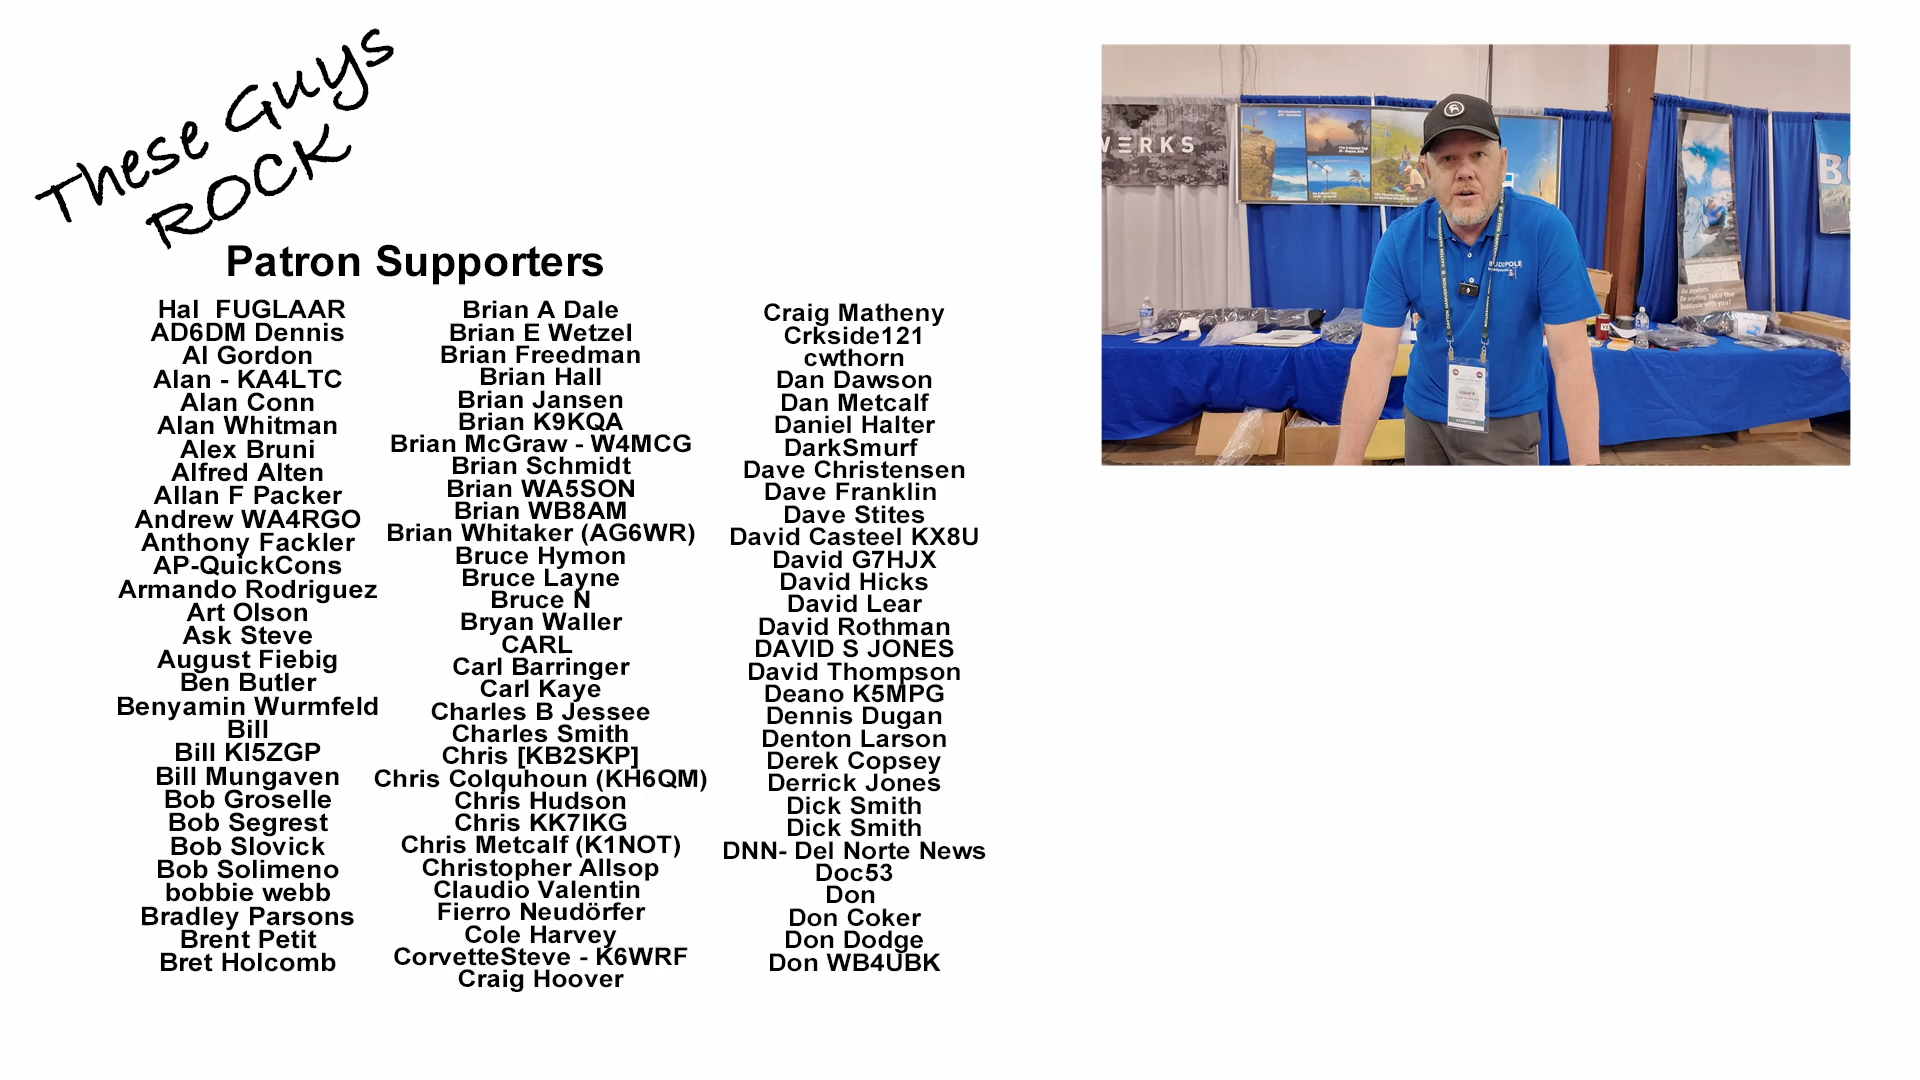 These Guys
ROCK
Patron Supporters
Hal  FUGLAAR
AD6DM Dennis
Al Gordon
Alan - KA4LTC
Alan Conn
Alan Whitman
Alex Bruni
Alfred Alten
Allan F Packer
Andrew WA4RGO
Anthony Fackler
AP-QuickCons
Armando Rodriguez
Art Olson
Ask Steve
August Fiebig
Ben Butler
Benyamin Wurmfeld
Bill
Bill KI5ZGP
Bill Mungaven
Bob Groselle
Bob Segrest
Bob Slovick
Bob Solimeno
bobbie webb
Bradley Parsons
Brent Petit
Bret Holcomb
Brian A Dale
Brian E Wetzel
Brian Freedman
Brian Hall
Brian Jansen
Brian K9KQA
Brian McGraw - W4MCG
Brian Schmidt
Brian WA5SON
Brian WB8AM
Brian Whitaker (AG6WR)
Bruce Hymon
Bruce Layne
Bruce N
Bryan Waller
CARL
Carl Barringer
Carl Kaye
Charles B Jessee
Charles Smith
Chris [KB2SKP]
Chris Colquhoun (KH6QM)
Chris Hudson
Chris KK7IKG
Chris Metcalf (K1NOT)
Christopher Allsop
Claudio Valentin
Fierro Neudörfer
Cole Harvey
CorvetteSteve - K6WRF
Craig Hoover
Craig Matheny
Crkside121
cwthorn
Dan Dawson
Dan Metcalf
Daniel Halter
DarkSmurf
Dave Christensen
Dave Franklin
Dave Stites
David Casteel KX8U
David G7HJX
David Hicks
David Lear
David Rothman
DAVID S JONES
David Thompson
Deano K5MPG
Dennis Dugan
Denton Larson
Derek Copsey
Derrick Jones
Dick Smith
Dick Smith
DNN- Del Norte News
Doc53
Don
Don Coker
Don Dodge
Don WB4UBK
WERKS